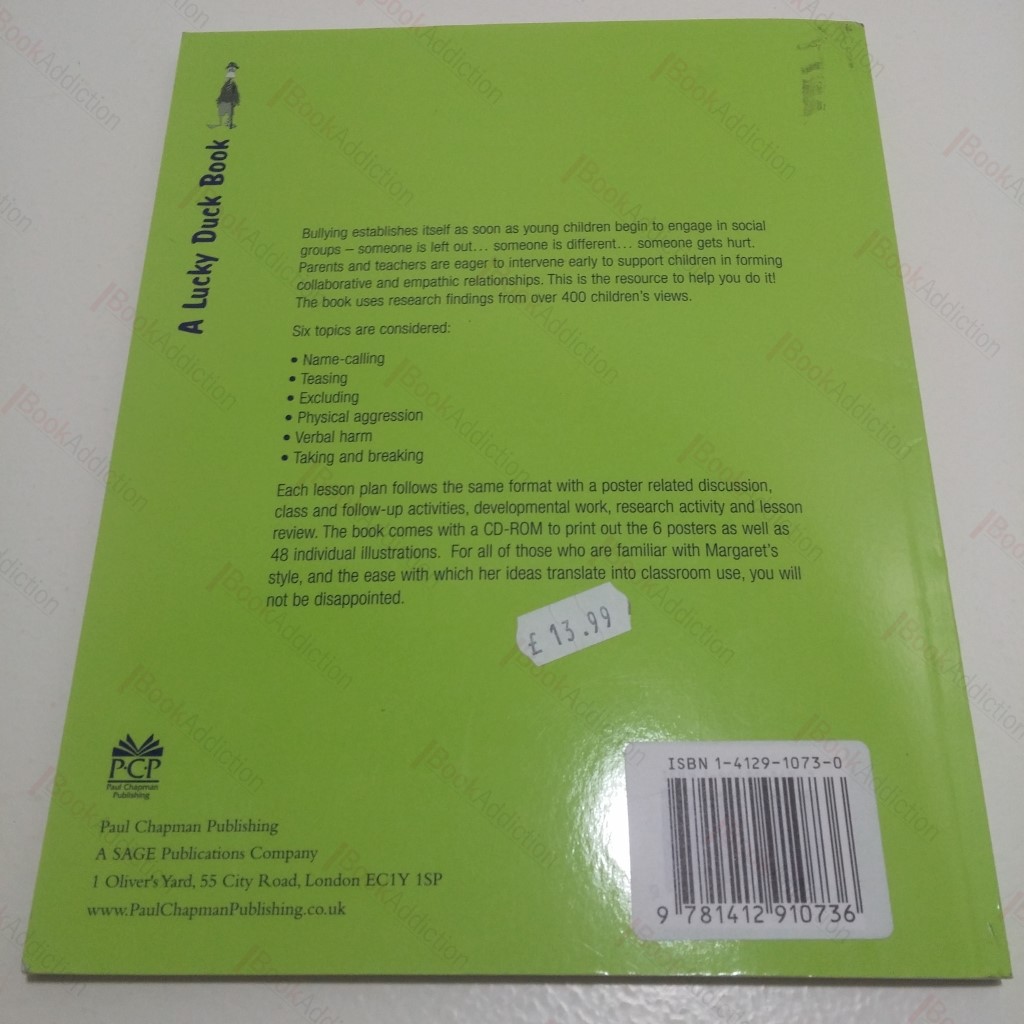 A Lucky Duck Book
Bullying establishes itself as soon as young children begin to engage in social
groups – someone is left out... someone is different... someone gets hurt.
Parents and teachers are eager to intervene early to support children in forming
collaborative and empathic relationships. This is the resource to help you do it!
The book uses research findings from over 400 children's views.
Six topics are considered:
• Name-calling
• Teasing
• Excluding
• Physical aggression
• Verbal harm
• Taking and breaking
Each lesson plan follows the same format with a poster related discussion,
class and follow-up activities, developmental work, research activity and lesson
review. The book comes with a CD-ROM to print out the 6 posters as well as
48 individual illustrations. For all of those who are familiar with Margaret's
style, and the ease with which her ideas translate into classroom use, you will
not be disappointed.
£ 13.99
P·C·P
Paul Chapman
Publishing
Paul Chapman Publishing
A SAGE Publications Company
1 Oliver's Yard, 55 City Road, London EC1Y 1SP
www.PaulChapmanPublishing.co.uk
ISBN 1-4129-1073-0
9 781412 910736
BookAddiction